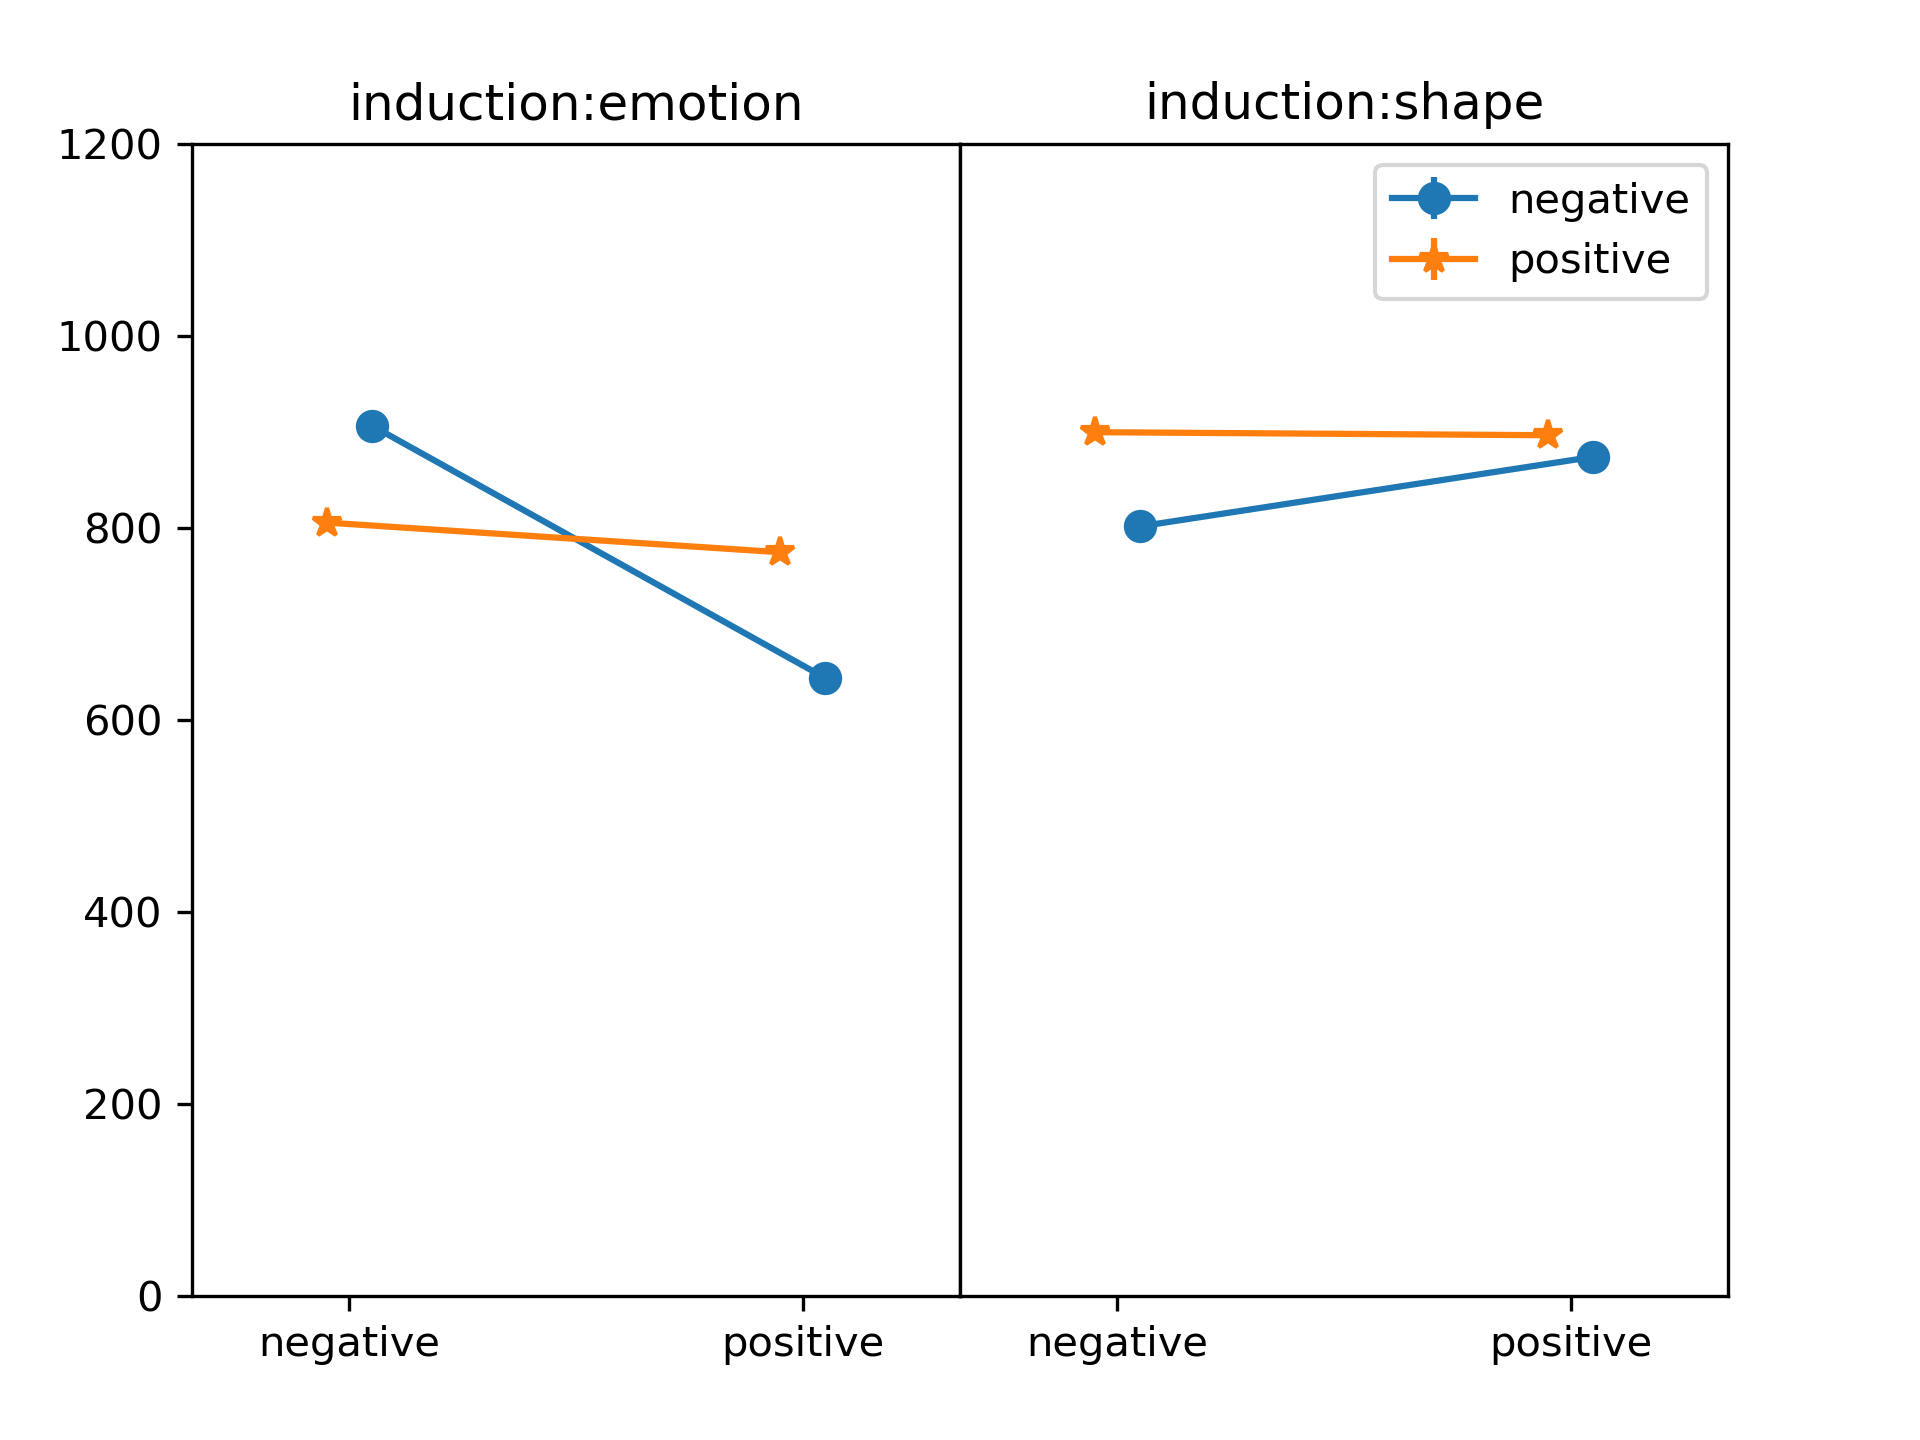 induction:emotion
induction:shape
1200
1000
800
600
400
200
0
negative
positive
negative
positive
negative
positive